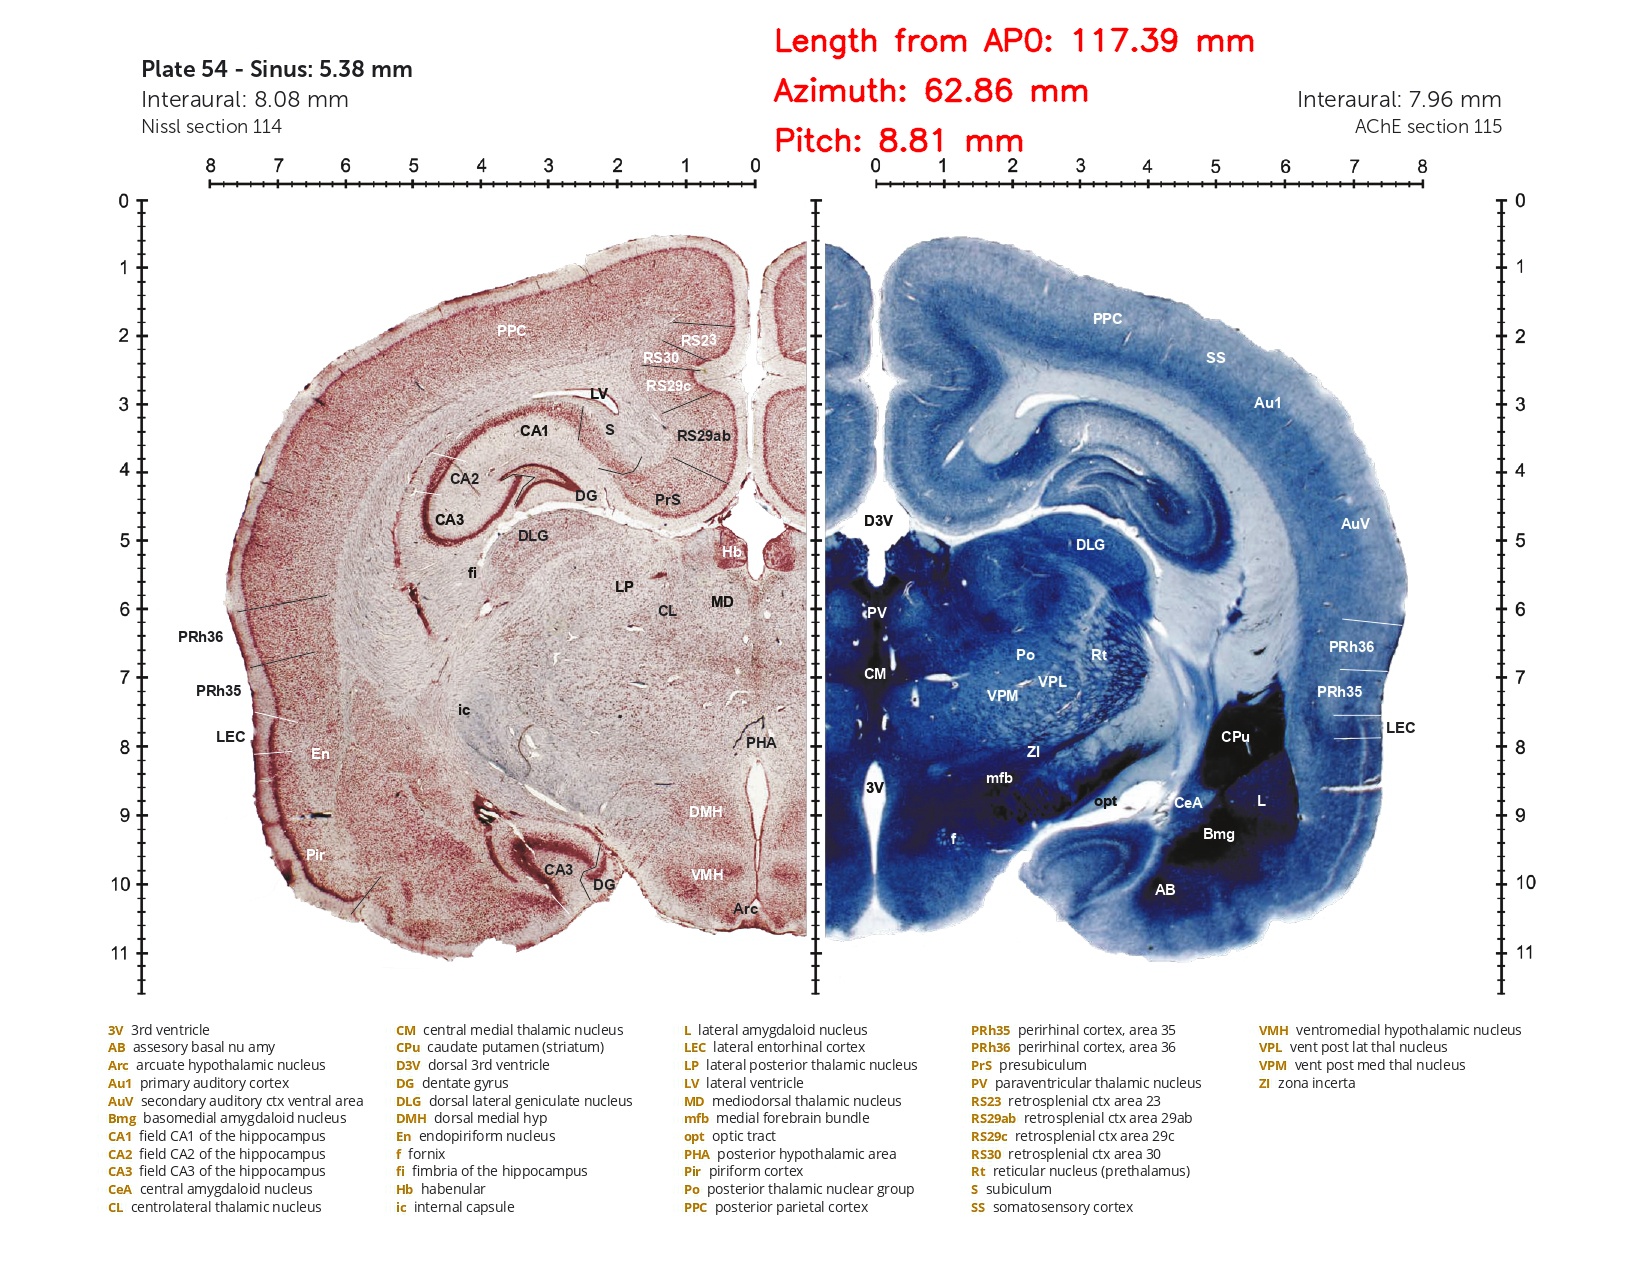 Length from AP0: 117.39 mm
Plate 54 - Sinus: 5.38 mm
Azimuth: 62.86 mm
Interaural: 8.08 mm
Interaural: 7.96 mm
Nissl section 114
Pitch: 8.81 mm
AChE section 115
8 7 6 5 4 3 2 1 0 0 1 2 3 4 5 6 7 8
0 0
1 1
PPC PPC
2 2
RS23
RS30 SS
RS29c
LV
3 Au1 3
CA1 S RS29ab
4 4
CA2
DG PrS
CA3 D3V AuV
DLG
5 Hb DLG 5
fi
LP MD
CL
6 PV 6
PRh36 PRh36
Po Rt
7 CM VPL 7
PRh35 VPM PRh35
ic
LEC LEC
PHA CPu
8 En ZI 8
mfb
3V
opt CeA L
9 DMH 9
Bmg
f
Pir
CA3 VMH
10 DG AB 10
Arc
11 11
3V 3rd ventricle
AB assesory basal nu amy
Arc arcuate hypothalamic nucleus
Au1 primary auditory cortex
AuV secondary auditory ctx ventral area
Bmg basomedial amygdaloid nucleus
CA1 field CA1 of the hippocampus
CA2 field CA2 of the hippocampus
CA3 field CA3 of the hippocampus
CeA central amygdaloid nucleus
CL centrolateral thalamic nucleus
CM central medial thalamic nucleus
CPu caudate putamen (striatum)
D3V dorsal 3rd ventricle
DG dentate gyrus
DLG dorsal lateral geniculate nucleus
DMH dorsal medial hyp
En endopiriform nucleus
f fornix
fi fimbria of the hippocampus
Hb habenular
ic internal capsule
L lateral amygdaloid nucleus
LEC lateral entorhinal cortex
LP lateral posterior thalamic nucleus
LV lateral ventricle
MD mediodorsal thalamic nucleus
mfb medial forebrain bundle
opt optic tract
PHA posterior hypothalamic area
Pir piriform cortex
Po posterior thalamic nuclear group
PPC posterior parietal cortex
PRh35 perirhinal cortex, area 35
PRh36 perirhinal cortex, area 36
PrS presubiculum
PV paraventricular thalamic nucleus
RS23 retrosplenial ctx area 23
RS29ab retrosplenial ctx area 29ab
RS29c retrosplenial ctx area 29c
RS30 retrosplenial ctx area 30
Rt reticular nucleus (prethalamus)
S subiculum
SS somatosensory cortex
VMH ventromedial hypothalamic nucleus
VPL vent post lat thal nucleus
VPM vent post med thal nucleus
ZI zona incerta